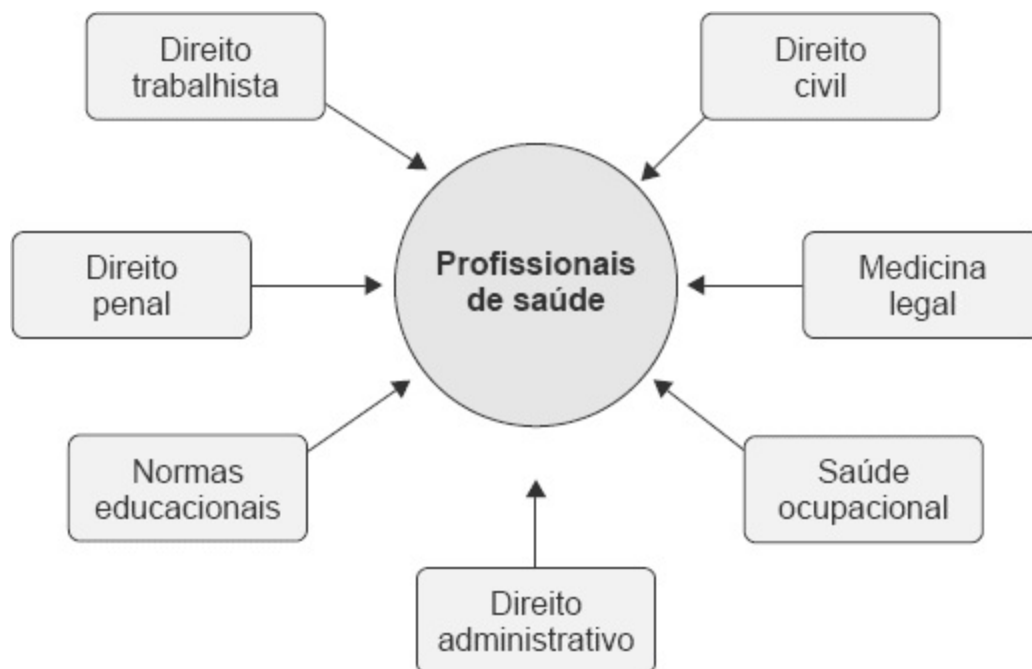 Direito
trabalhista
Direito
civil
Direito
penal
Profissionais
de saúde
Medicina
legal
Normas
educacionais
Saúde
ocupacional
Direito
administrativo